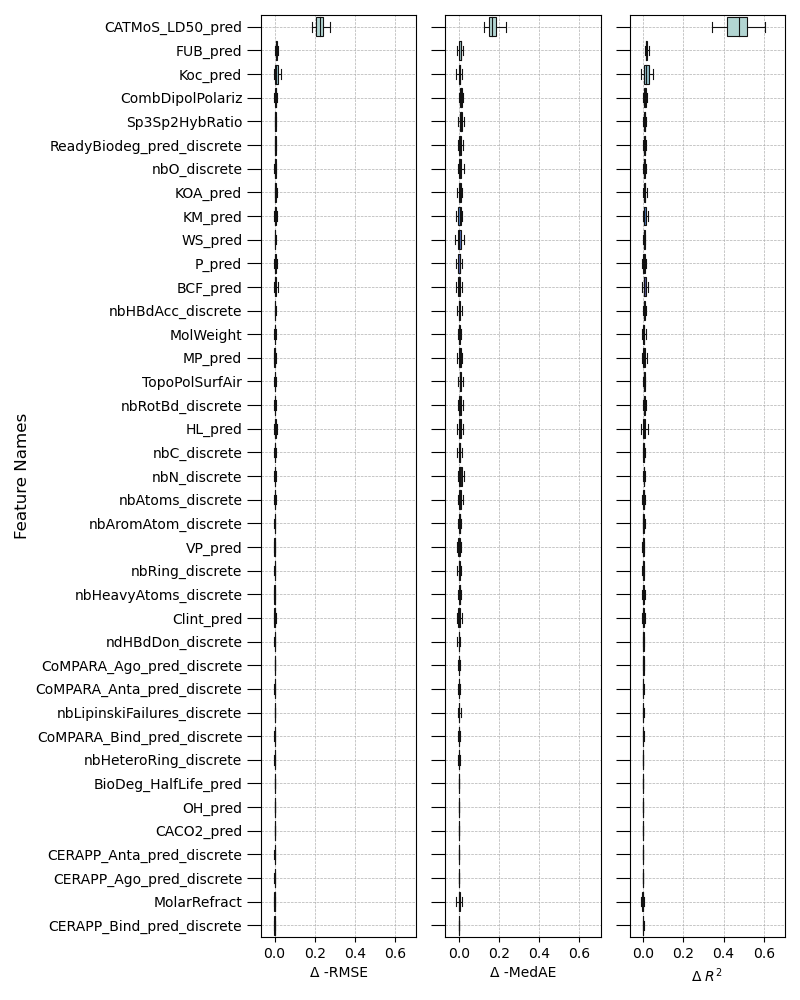 Feature Names
CATMoS_LD50_pred
FUB_pred
Koc_pred
CombDipolPolariz
Sp3Sp2HybRatio
ReadyBiodeg_pred_discrete
nbO_discrete
KOA_pred
KM_pred
WS_pred
P_pred
BCF_pred
nbHBdAcc_discrete
MolWeight
MP_pred
TopoPolSurfAir
nbRotBd_discrete
HL_pred
nbC_discrete
nbN_discrete
nbAtoms_discrete
nbAromAtom_discrete
VP_pred
nbRing_discrete
nbHeavyAtoms_discrete
Clint_pred
ndHBdDon_discrete
CoMPARA_Ago_pred_discrete
CoMPARA_Anta_pred_discrete
nbLipinskiFailures_discrete
CoMPARA_Bind_pred_discrete
nbHeteroRing_discrete
BioDeg_HalfLife_pred
OH_pred
CACO2_pred
CERAPP_Anta_pred_discrete
CERAPP_Ago_pred_discrete
MolarRefract
CERAPP_Bind_pred_discrete
0.0 0.2 0.4 0.6
Δ -RMSE
0.0 0.2 0.4 0.6
Δ -MedAE
0.0 0.2 0.4 0.6
Δ R²